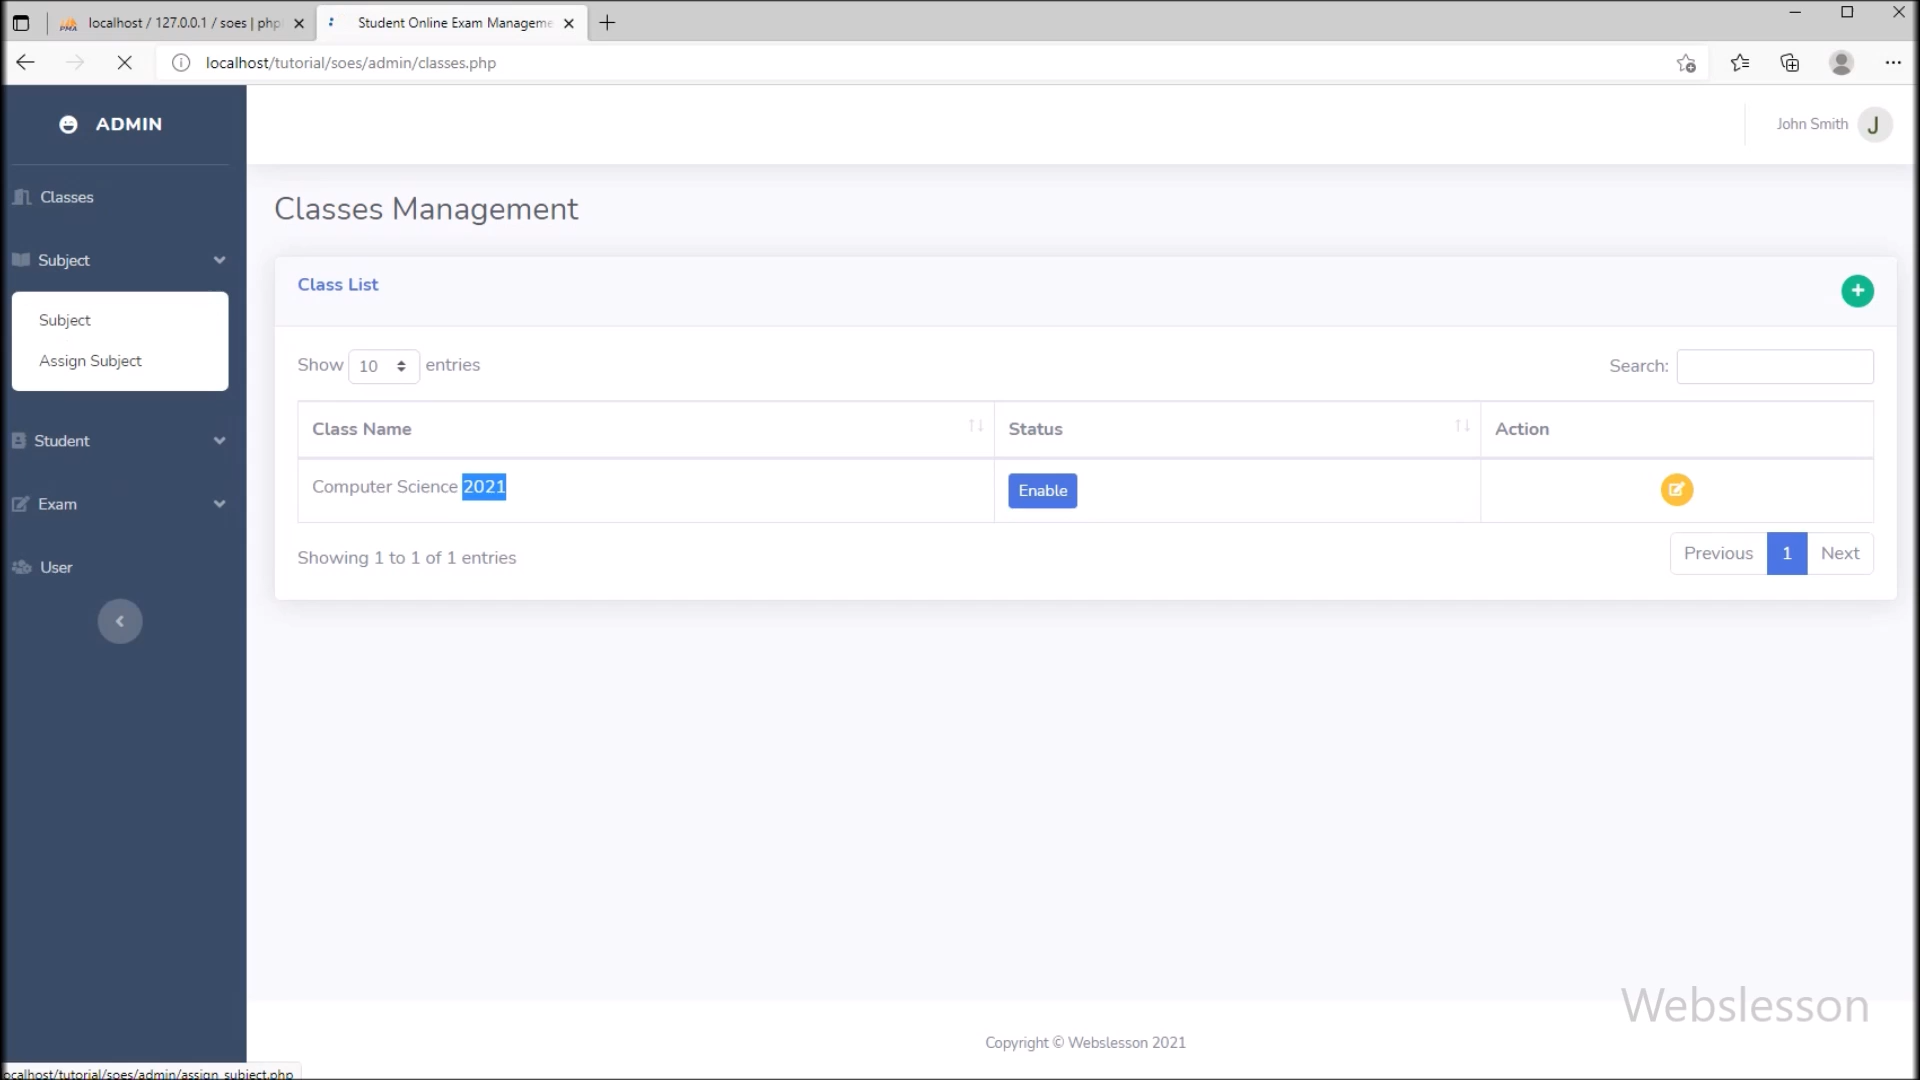 localhost / 127.0.0.1 / soes | php
Student Online Exam Manageme
localhost/tutorial/soes/admin/classes.php
ADMIN
John Smith J
Classes
Classes Management
Subject
Class List
Subject
Assign Subject
Show 10 entries
Search:
Class Name Status Action
Student
Computer Science 2021 Enable
Exam
Showing 1 to 1 of 1 entries
Previous 1 Next
User
Webslesson
Copyright © Webslesson 2021
ocalhost/tutorial/soes/admin/assign_subject.php